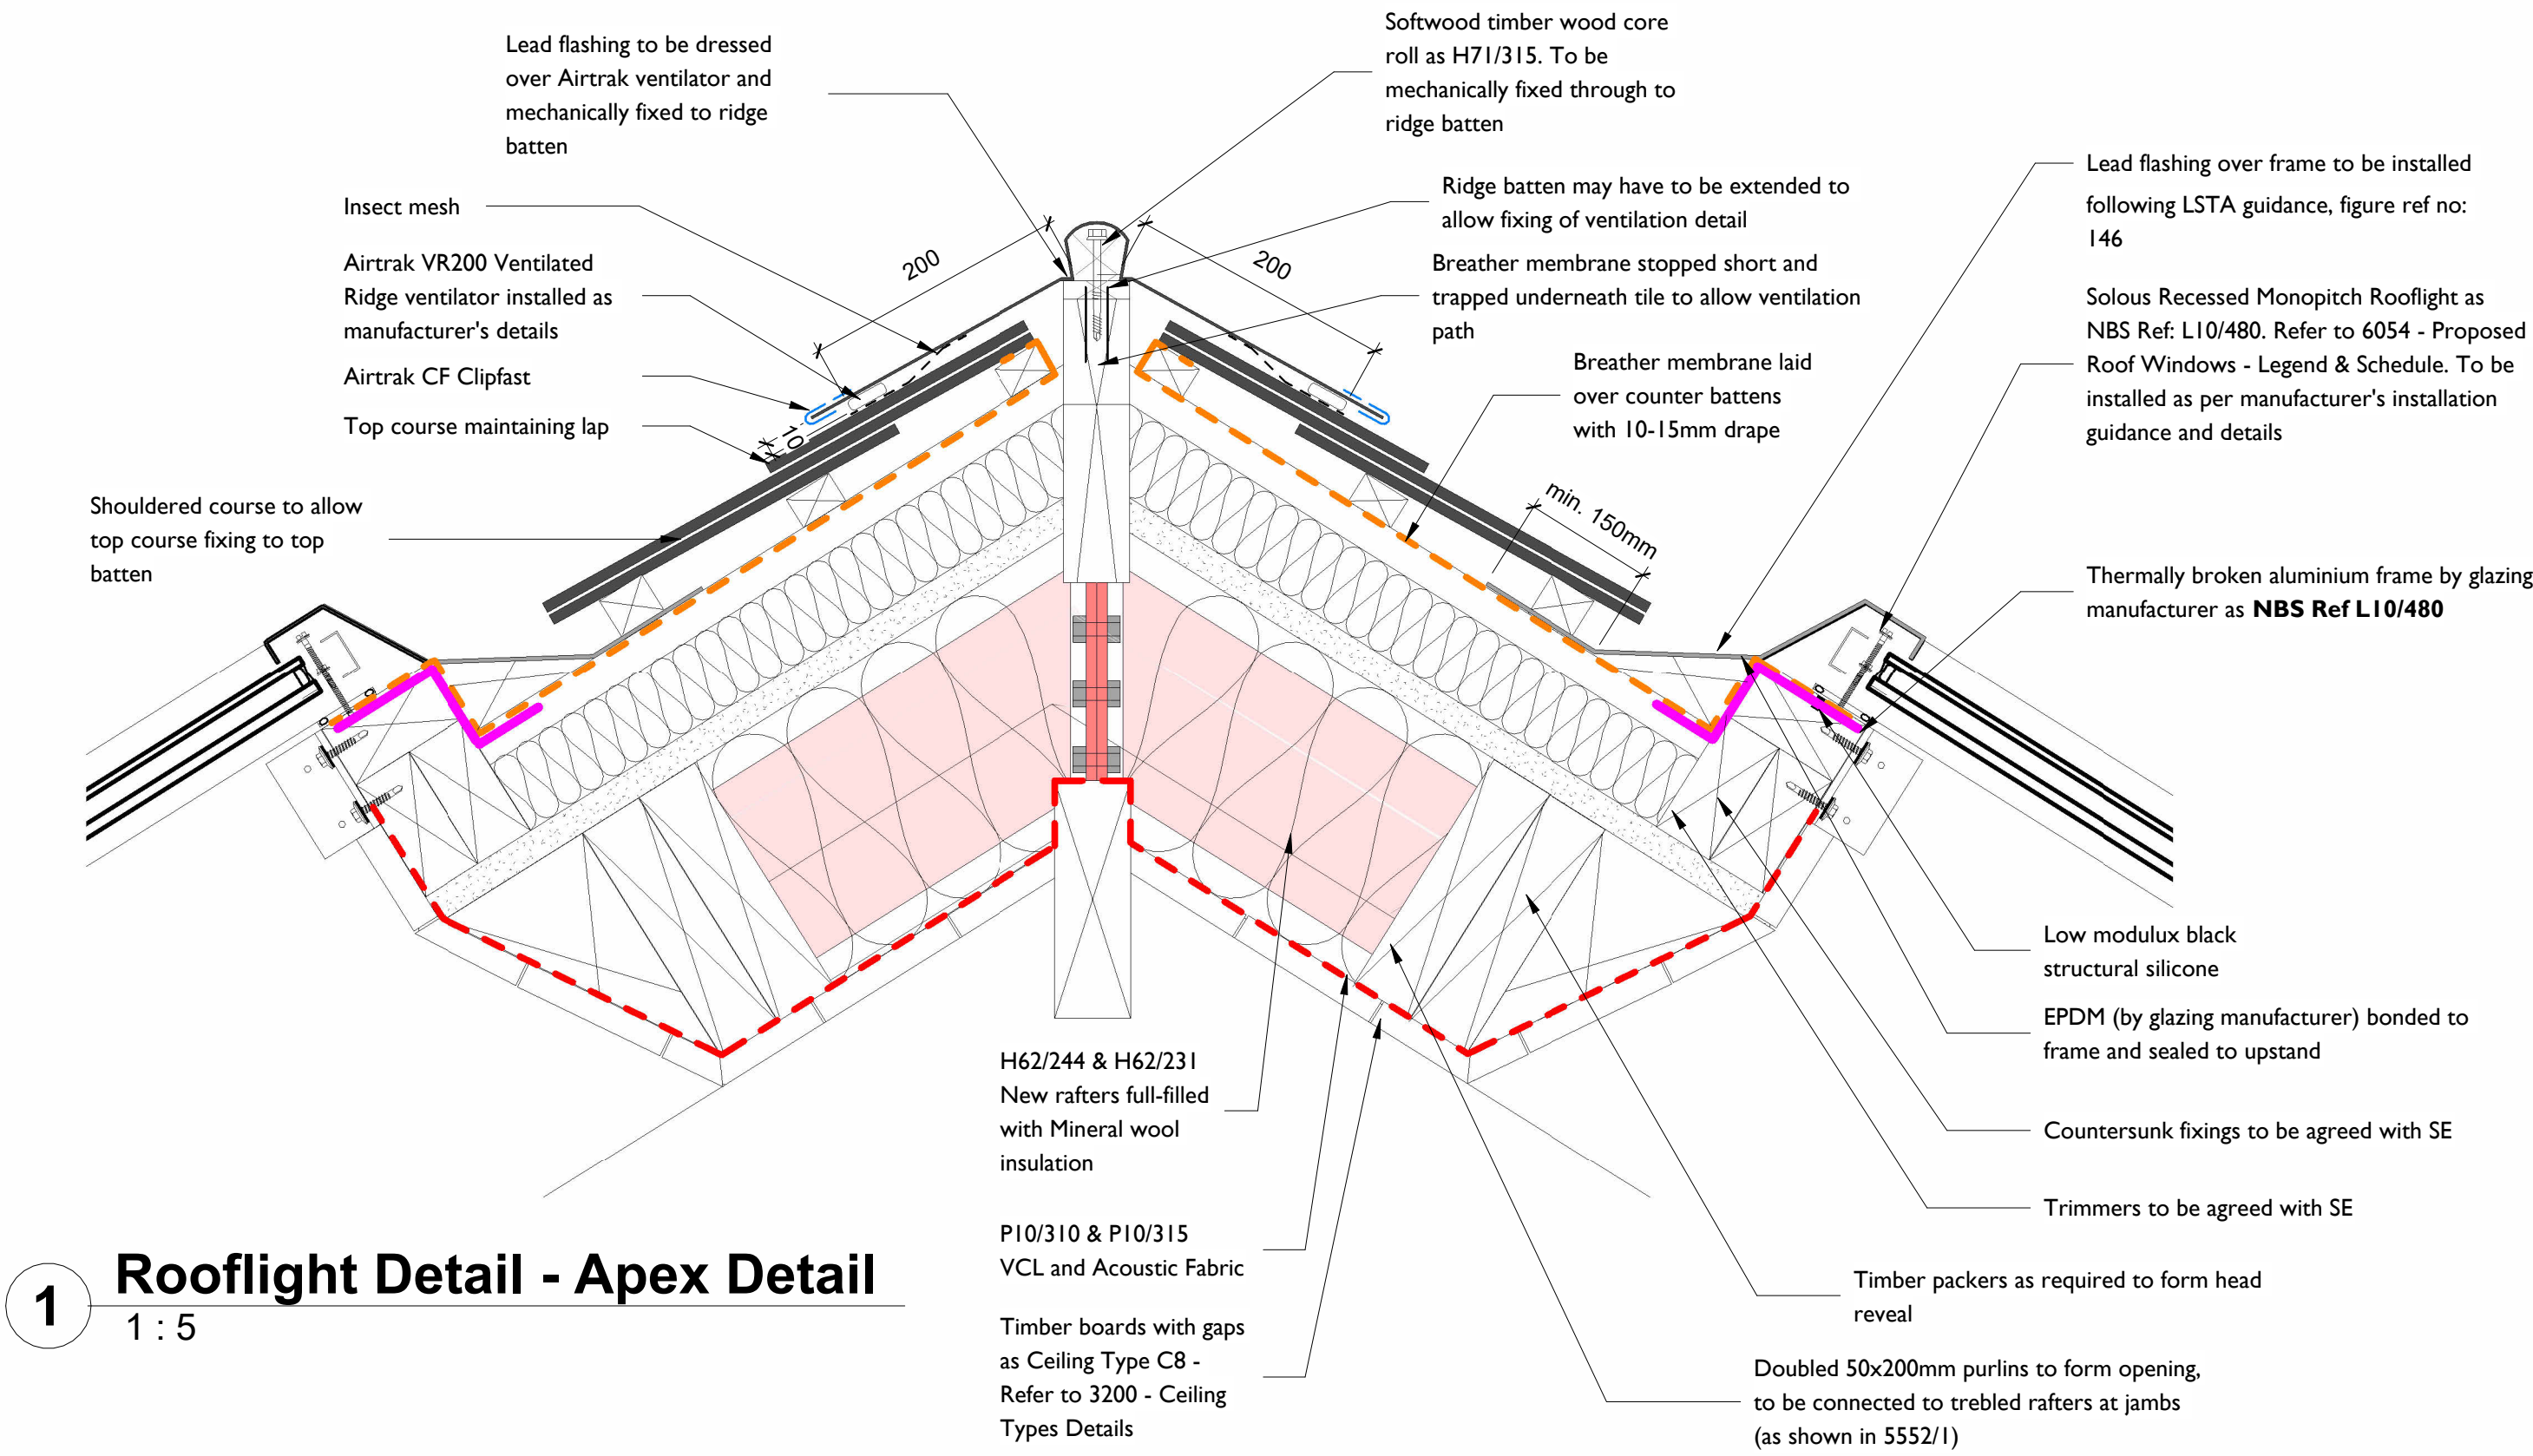 Lead flashing to be dressed
over Airtrak ventilator and
mechanically fixed to ridge
batten
Insect mesh
Airtrak VR200 Ventilated
Ridge ventilator installed as
manufacturer's details
Airtrak CF Clipfast
Top course maintaining lap
Shouldered course to allow
top course fixing to top
batten
Softwood timber wood core
roll as H71/315. To be
mechanically fixed through to
ridge batten
Ridge batten may have to be extended to
allow fixing of ventilation detail
Breather membrane stopped short and
trapped underneath tile to allow ventilation
path
Breather membrane laid
over counter battens
with 10-15mm drape
200
200
10
min. 150mm
Lead flashing over frame to be installed
following LSTA guidance, figure ref no:
146
Solous Recessed Monopitch Rooflight as
NBS Ref: L10/480. Refer to 6054 - Proposed
Roof Windows - Legend & Schedule. To be
installed as per manufacturer's installation
guidance and details
Thermally broken aluminium frame by glazing
manufacturer as NBS Ref L10/480
Low modulux black
structural silicone
EPDM (by glazing manufacturer) bonded to
frame and sealed to upstand
Countersunk fixings to be agreed with SE
Trimmers to be agreed with SE
Timber packers as required to form head
reveal
Doubled 50x200mm purlins to form opening,
to be connected to trebled rafters at jambs
(as shown in 5552/1)
H62/244 & H62/231
New rafters full-filled
with Mineral wool
insulation
P10/310 & P10/315
VCL and Acoustic Fabric
Timber boards with gaps
as Ceiling Type C8 -
Refer to 3200 - Ceiling
Types Details
1
Rooflight Detail - Apex Detail
1 : 5